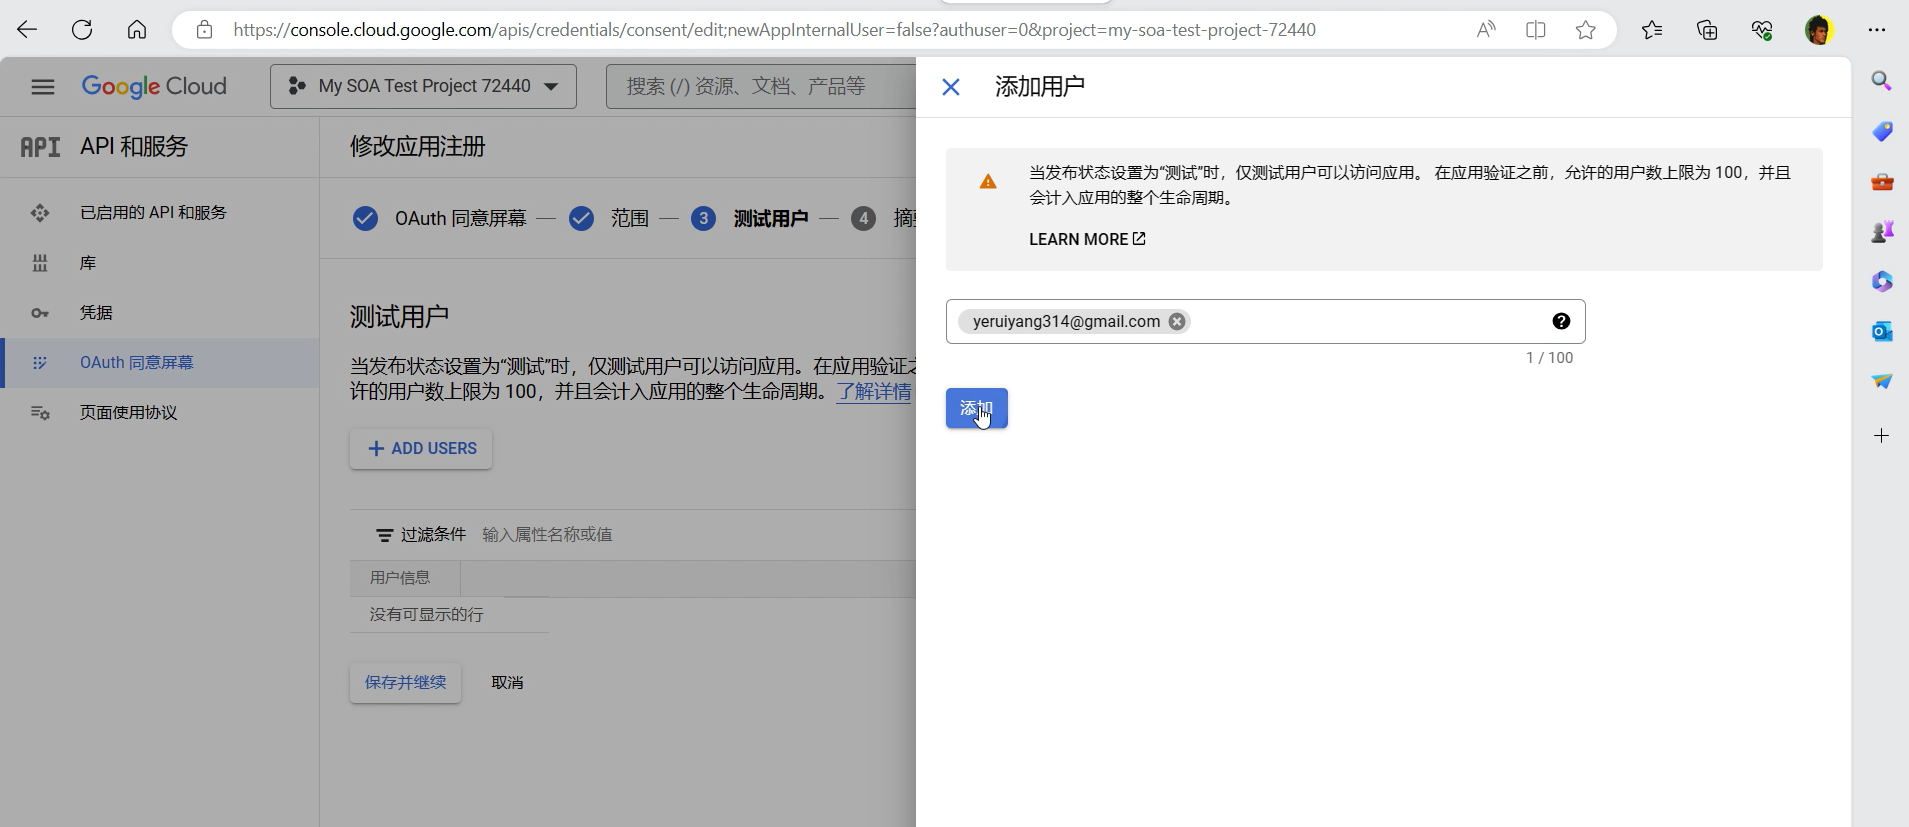 https://console.cloud.google.com/apis/credentials/consent/edit;newAppInternalUser=false?authuser=0&project=my-soa-test-project-72440
Google Cloud
My SOA Test Project 72440
搜索 (/) 资源、文档、产品等
API API 和服务
已启用的 API 和服务
库
凭据
OAuth 同意屏幕
页面使用协议
修改应用注册
OAuth 同意屏幕
范围
3 测试用户
4
测试用户
当发布状态设置为“测试”时，仅测试用户可以访问应用。在应用验证之
许的用户数上限为 100，并且会计入应用的整个生命周期。了解详情
ADD USERS
过滤条件 输入属性名称或值
用户信息
没有可显示的行
保存并继续 取消
添加用户
当发布状态设置为“测试”时，仅测试用户可以访问应用。 在应用验证之前，允许的用户数上限为 100，并且
会计入应用的整个生命周期。
LEARN MORE
yeruiyang314@gmail.com
1 / 100
添加